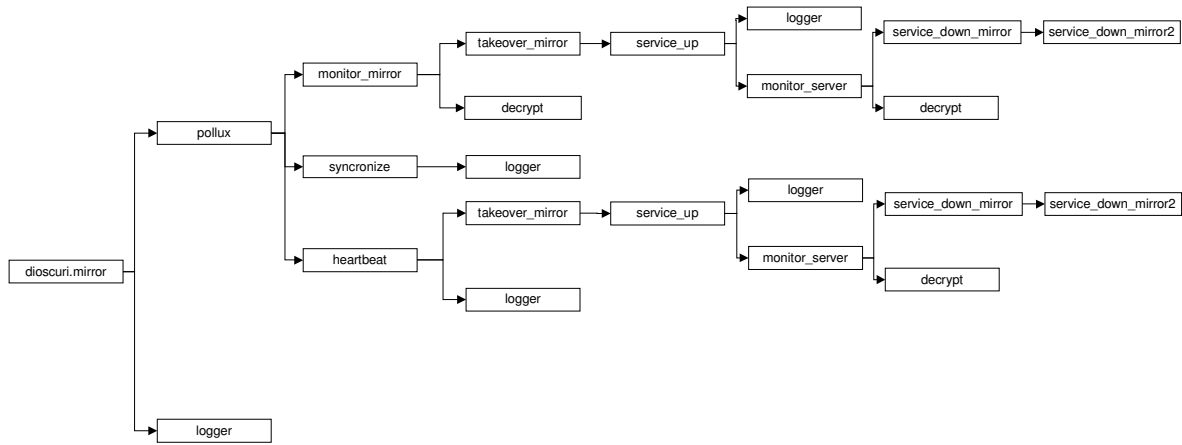 logger
service_down_mirror
service_down_mirror2
takeover_mirror
service_up
monitor_mirror
monitor_server
decrypt
decrypt
pollux
syncronize
logger
logger
takeover_mirror
service_up
service_down_mirror
service_down_mirror2
heartbeat
monitor_server
dioscuri.mirror
decrypt
logger
logger